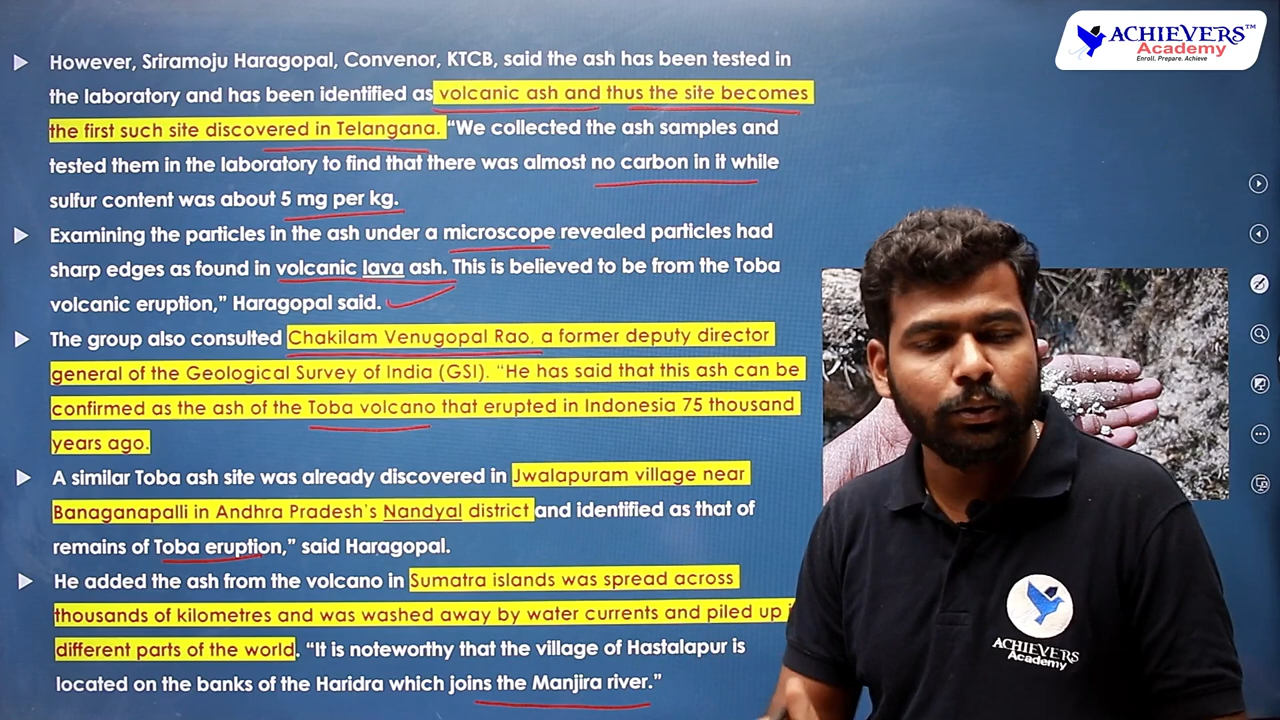 ACHIEVERS™
Academy
Enroll. Prepare. Achieve
However, Sriramoju Haragopal, Convenor, KTCB, said the ash has been tested in
the laboratory and has been identified as volcanic ash and thus the site becomes
the first such site discovered in Telangana. “We collected the ash samples and
tested them in the laboratory to find that there was almost no carbon in it while
sulfur content was about 5 mg per kg.
Examining the particles in the ash under a microscope revealed particles had
sharp edges as found in volcanic lava ash. This is believed to be from the Toba
volcanic eruption,” Haragopal said.
The group also consulted Chakilam Venugopal Rao, a former deputy director
general of the Geological Survey of India (GSI). “He has said that this ash can be
confirmed as the ash of the Toba volcano that erupted in Indonesia 75 thousand
years ago.
A similar Toba ash site was already discovered in Jwalapuram village near
Banaganapalli in Andhra Pradesh’s Nandyal district and identified as that of
remains of Toba eruption,” said Haragopal.
He added the ash from the volcano in Sumatra islands was spread across
thousands of kilometres and was washed away by water currents and piled up
different parts of the world. “It is noteworthy that the village of Hastalapur is
located on the banks of the Haridra which joins the Manjira river.”
ACHIEVERS
Academy